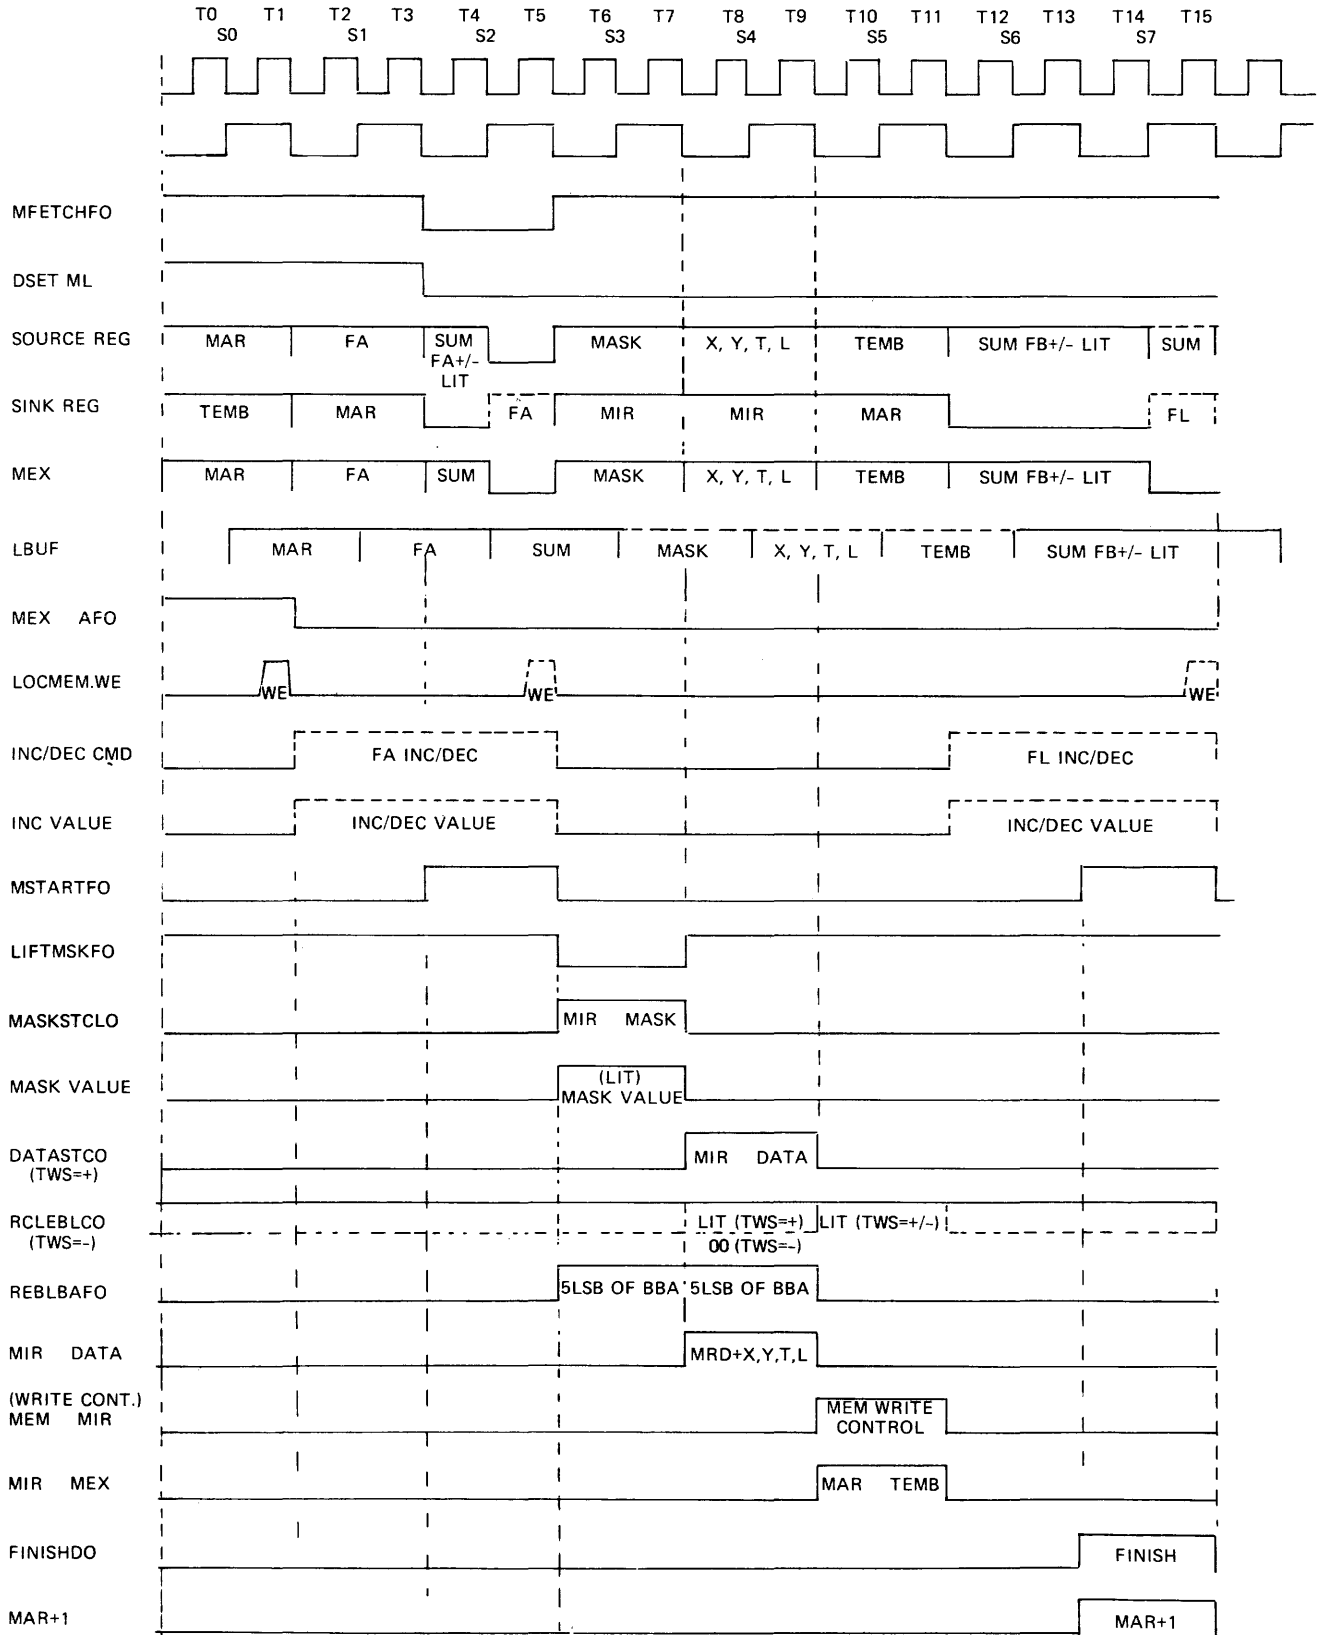 T0 T1 T2 T3 T4 T5 T6 T7 T8 T9 T10 T11 T12 T13 T14 T15
S0 S1 S2 S3 S4 S5 S6 S7
MFETCHFO
DSET ML
SOURCE REG MAR FA SUM MASK X, Y, T, L TEMB SUM FB+/- LIT SUM
FA+/-
LIT
SINK REG TEMB MAR FA MIR MIR MAR FL
MEX MAR FA SUM MASK X, Y, T, L TEMB SUM FB+/- LIT
LBUF MAR FA SUM MASK X, Y, T, L TEMB SUM FB+/- LIT
MEX AFO
LOCMEM.WE WE WE WE
INC/DEC CMD FA INC/DEC FL INC/DEC
INC VALUE INC/DEC VALUE INC/DEC VALUE
MSTARTFO
LIFTMSKFO
MASKSTCLO MIR MASK
MASK VALUE (LIT)
MASK VALUE
DATASTCO MIR DATA
(TWS=+)
RCLEBLCO LIT (TWS=+) LIT (TWS=+/-)
(TWS=-) 00 (TWS=-)
REBLBAFO 5LSB OF BBA 5LSB OF BBA
MIR DATA MRD+X,Y,T,L
(WRITE CONT.) MEM WRITE
MEM MIR CONTROL
MIR MEX MAR TEMB
FINISHDO FINISH
MAR+1 MAR+1